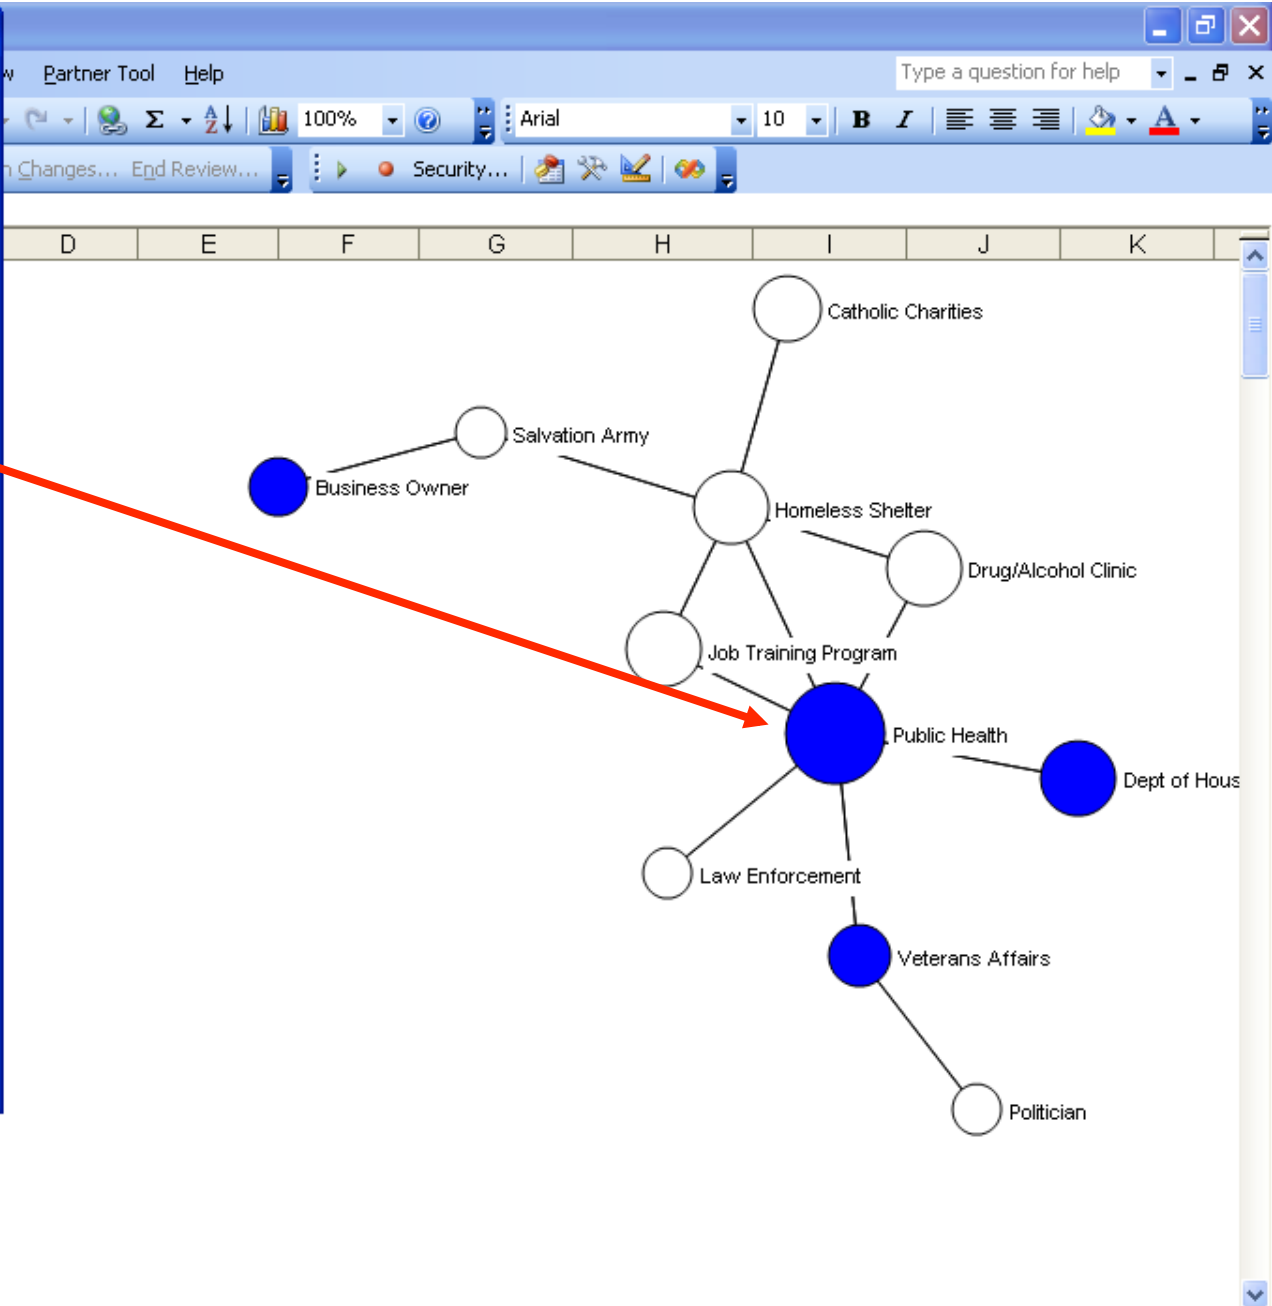 w Partner Tool Help Type a question for help
Σ A Z 100% Arial 10 B I A
n Changes... End Review... Security...
D E F G H I J K
Catholic Charities
Salvation Army
Business Owner
Homeless Shelter
Drug/Alcohol Clinic
Job Training Program
Public Health
Dept of Hous
Law Enforcement
Veterans Affairs
Politician